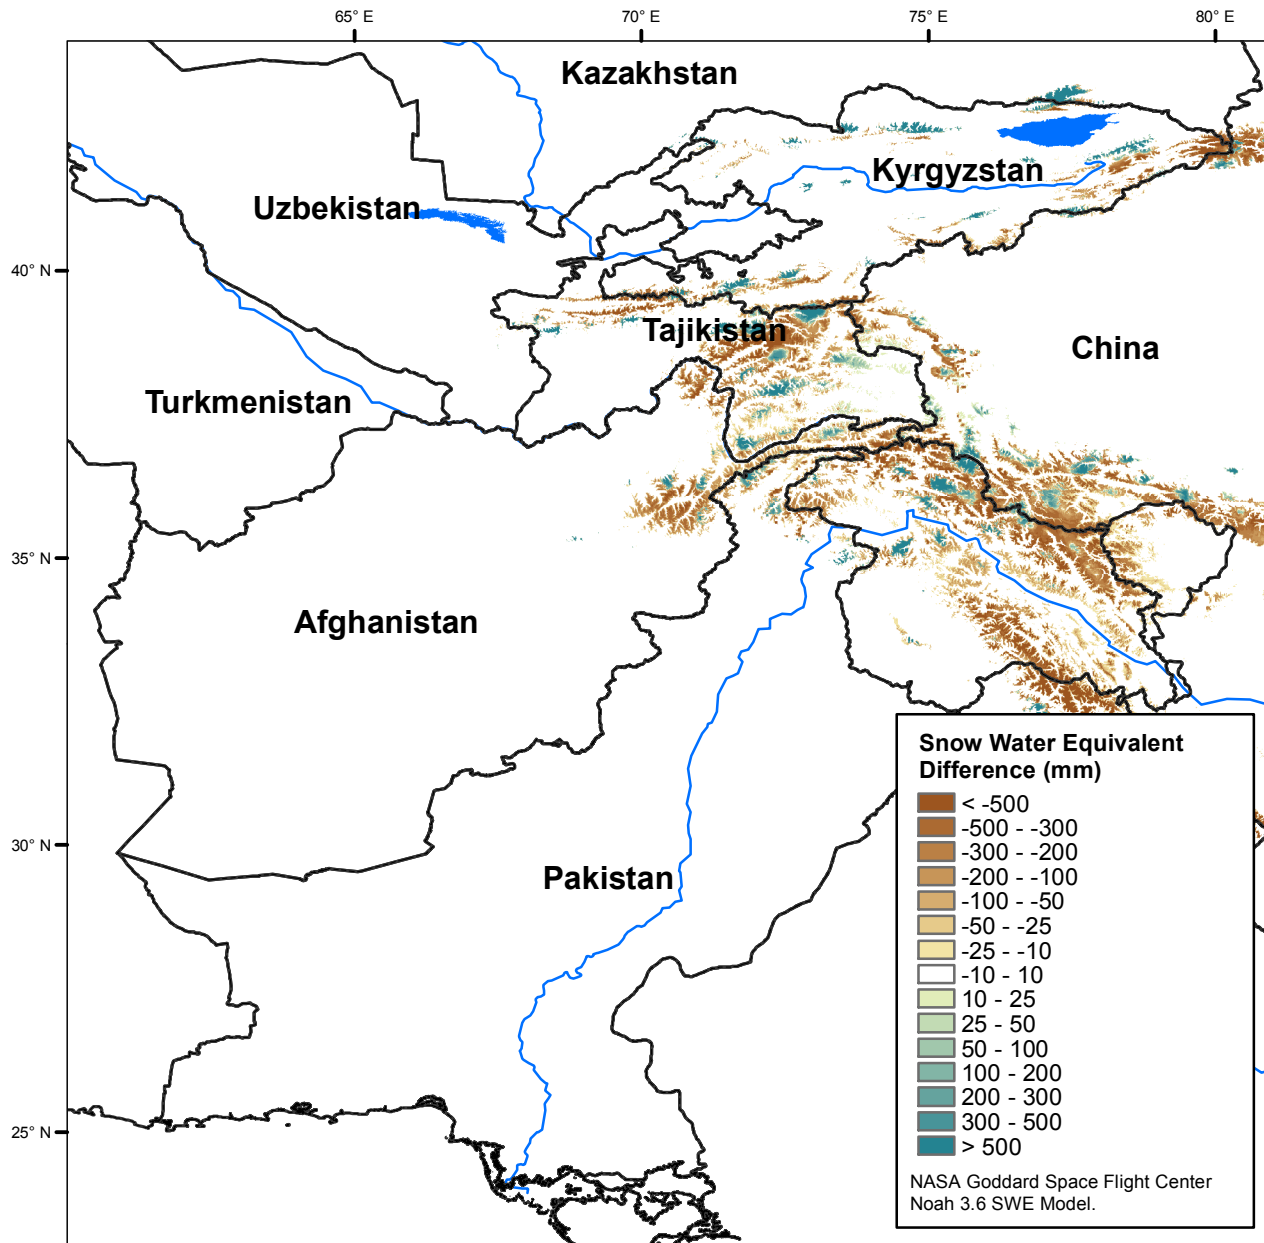 65° E
70° E
75° E
80° E
Kazakhstan
Kyrgyzstan
Uzbekistan
40° N
Tajikistan
China
Turkmenistan
35° N
Afghanistan
Snow Water Equivalent
Difference (mm)
< -500
-500 - -300
-300 - -200
-200 - -100
-100 - -50
-50 - -25
-25 - -10
-10 - 10
10 - 25
25 - 50
50 - 100
100 - 200
200 - 300
300 - 500
> 500
NASA Goddard Space Flight Center
Noah 3.6 SWE Model.
30° N
Pakistan
25° N